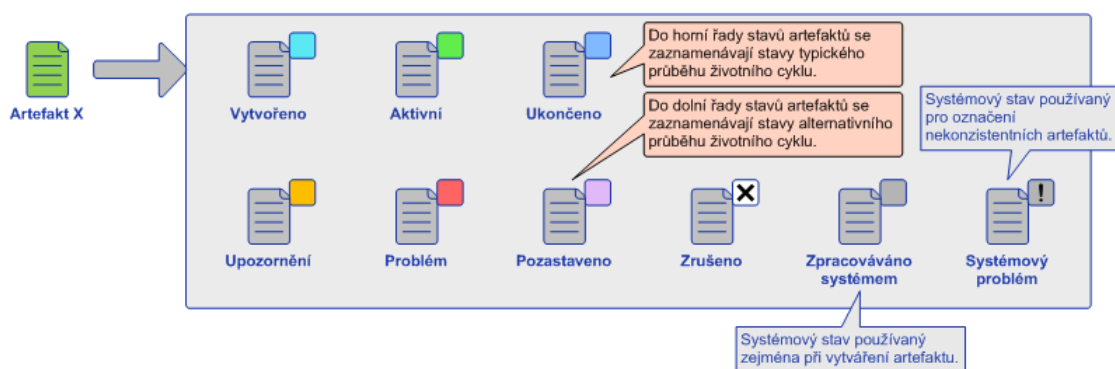 Do horní řady stavů artefaktů se
zaznamenávají stavy typického
průběhu životního cyklu.
Artefakt X
Vytvořeno
Aktivní
Ukončeno
Do dolní řady stavů artefaktů se
zaznamenávají stavy alternativního
průběhu životního cyklu.
Systémový stav používaný
pro označení
nekonzistentních artefaktů.
!
Upozornění
Problém
Pozastaveno
Zrušeno
Zpracováváno
systémem
Systémový
problém
Systémový stav používaný
zejména při vytváření artefaktu.